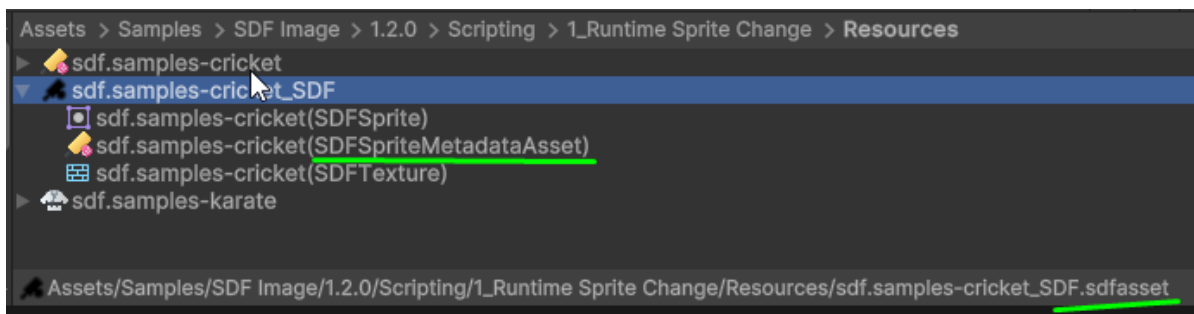 Assets > Samples > SDF Image > 1.2.0 > Scripting > 1_Runtime Sprite Change > Resources
sdf.samples-cricket
sdf.samples-cricket_SDF
sdf.samples-cricket(SDFSprite)
sdf.samples-cricket(SDFSpriteMetadataAsset)
sdf.samples-cricket(SDFTexture)
sdf.samples-karate
Assets/Samples/SDF Image/1.2.0/Scripting/1_Runtime Sprite Change/Resources/sdf.samples-cricket_SDF.sdfasset